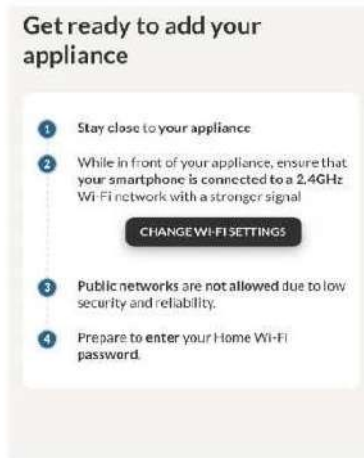 Get ready to add your
appliance
1 Stay close to your appliance
2 While in front of your appliance, ensure that
your smartphone is connected to a 2,4GHz
Wi-Fi network with a stronger signal
CHANGE WI-FI SETTINGS
3 Public networks are not allowed due to low
security and reliability.
4 Prepare to enter your Home Wi-Fi
password.